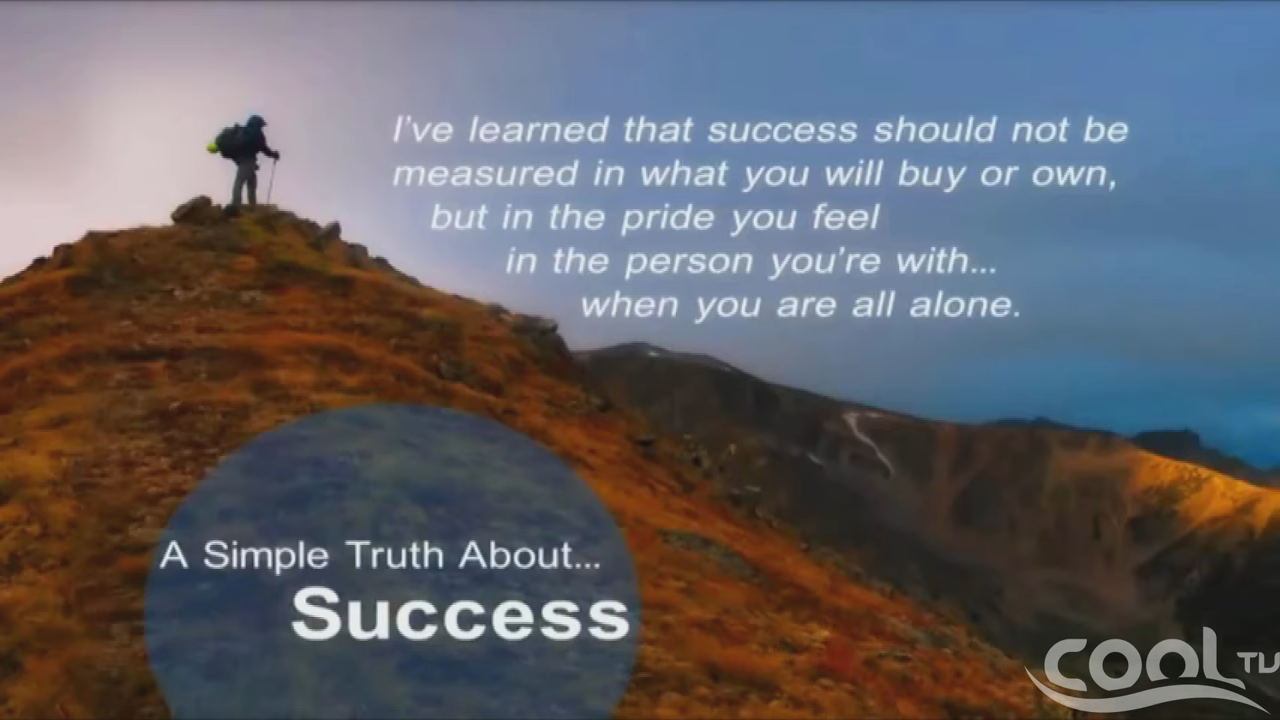 I've learned that success should not be
measured in what you will buy or own,
but in the pride you feel
in the person you're with...
when you are all alone.
A Simple Truth About...
Success
COOL TV